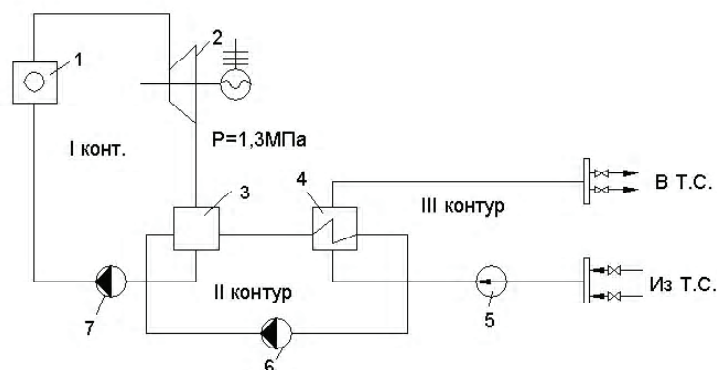 1
2
I конт.
P=1,3МПа
3
4
III контур
В Т.С.
II контур
7
6
5
Из Т.С.